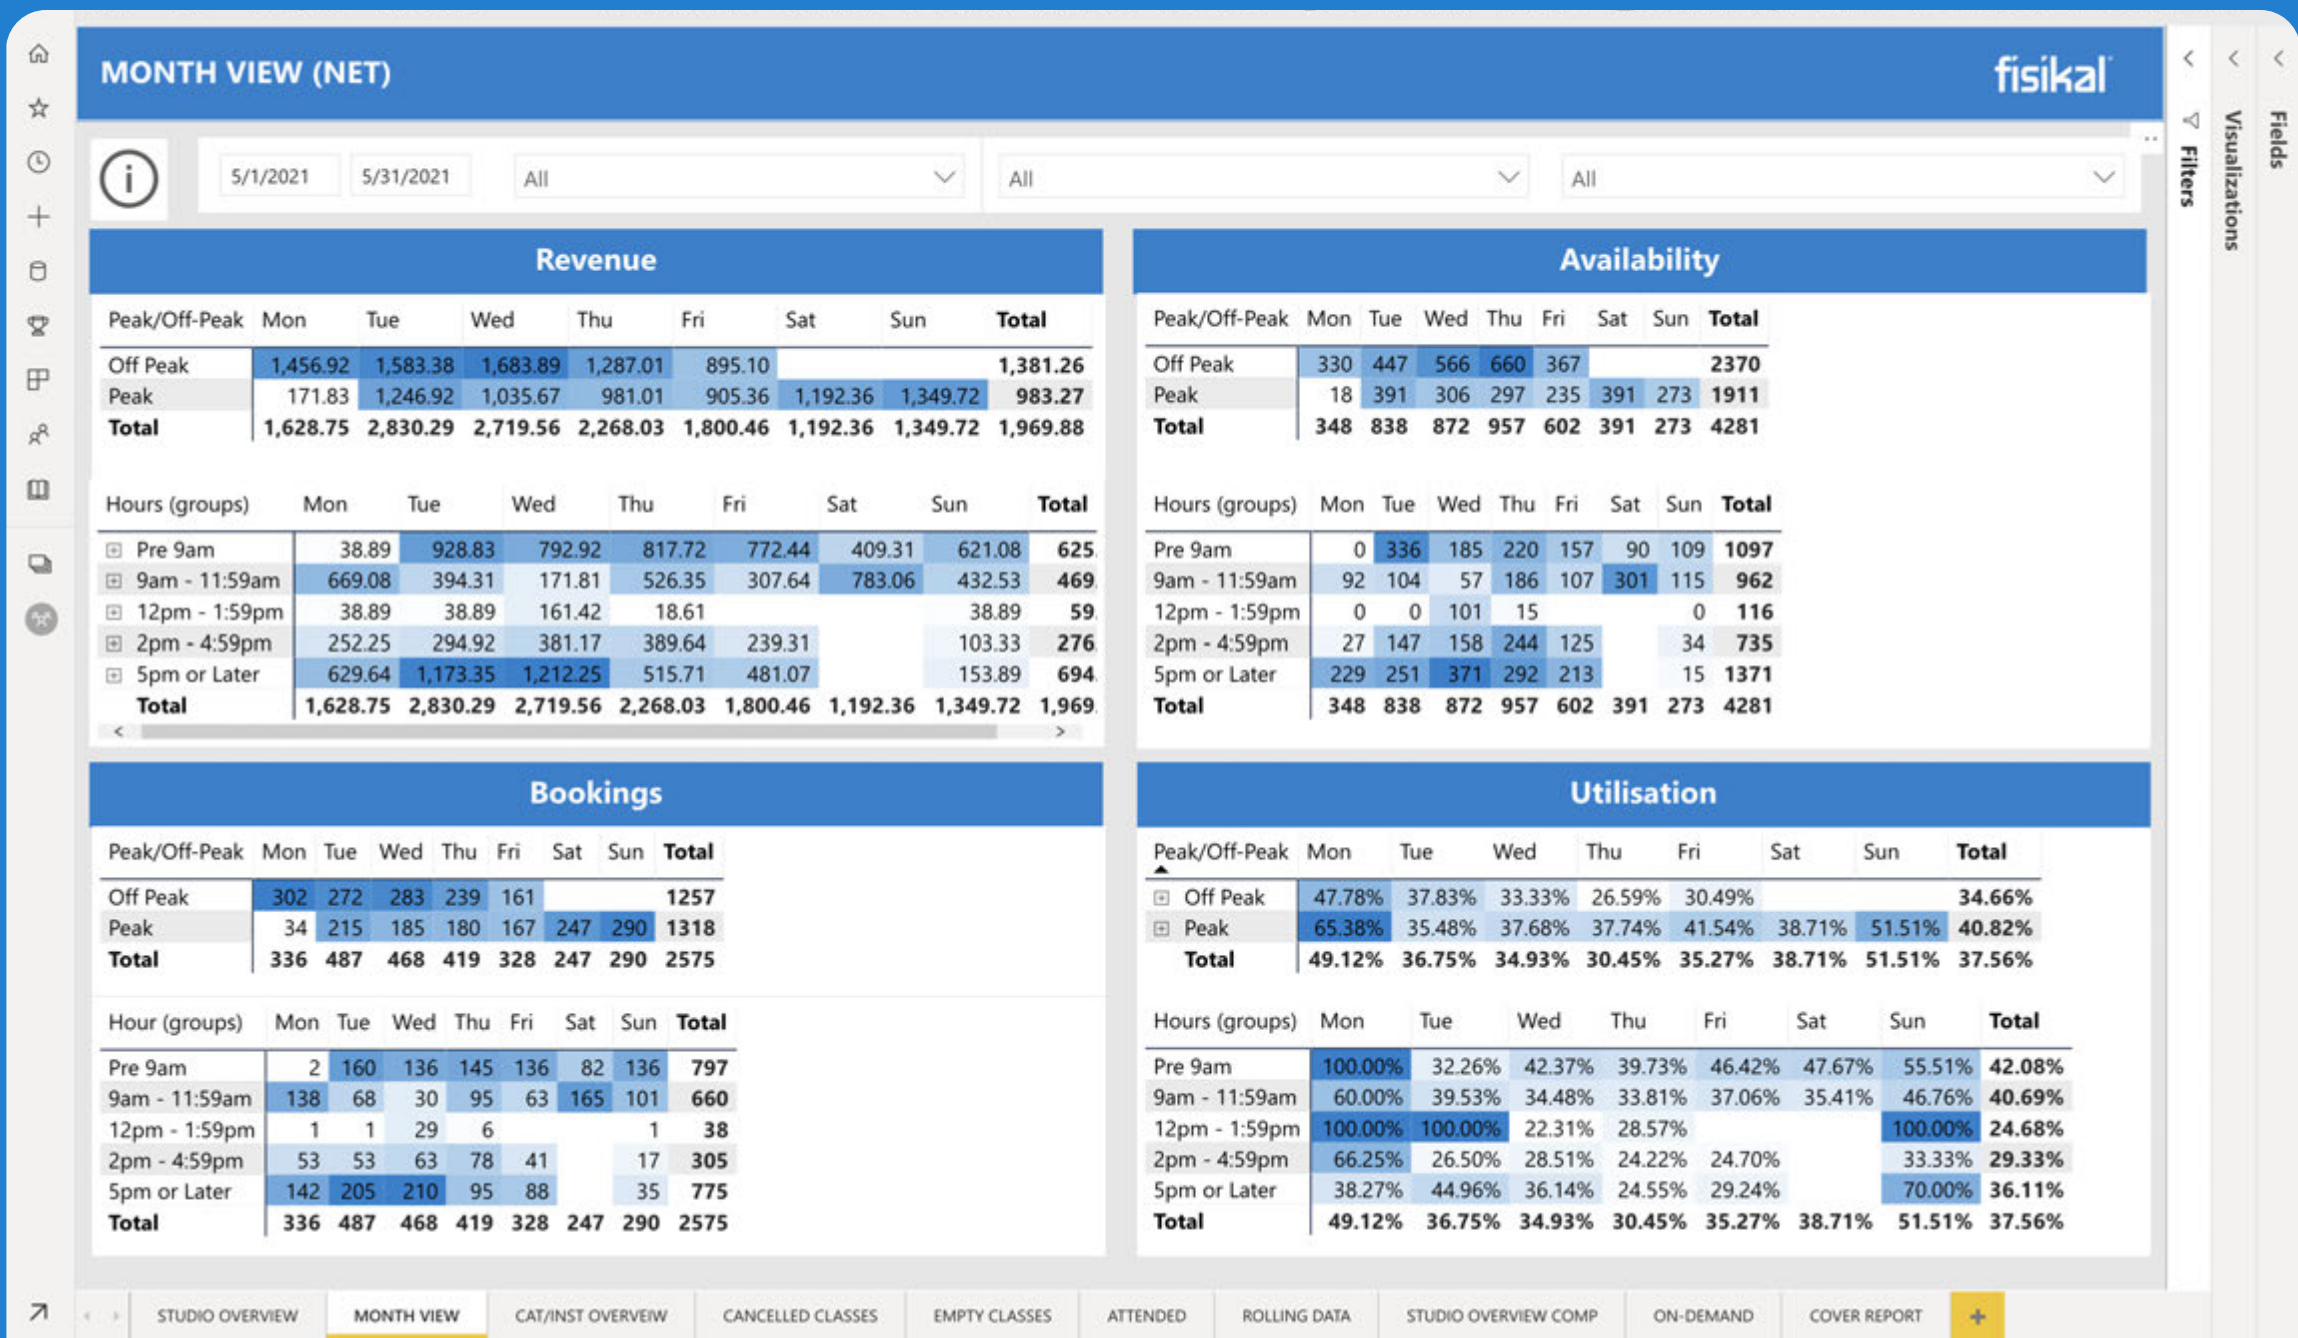 MONTH VIEW (NET)
fisikal
5/1/2021 5/31/2021 All All All
Filters
Visualizations
Fields
Revenue
Peak/Off-Peak Mon Tue Wed Thu Fri Sat Sun Total
Off Peak 1,456.92 1,583.38 1,683.89 1,287.01 895.10 1,381.26
Peak 171.83 1,246.92 1,035.67 981.01 905.36 1,192.36 1,349.72 983.27
Total 1,628.75 2,830.29 2,719.56 2,268.03 1,800.46 1,192.36 1,349.72 1,969.88
Hours (groups) Mon Tue Wed Thu Fri Sat Sun Total
Pre 9am 38.89 928.83 792.92 817.72 772.44 409.31 621.08 625.
9am - 11:59am 669.08 394.31 171.81 526.35 307.64 783.06 432.53 469.
12pm - 1:59pm 38.89 38.89 161.42 18.61 38.89 59.
2pm - 4:59pm 252.25 294.92 381.17 389.64 239.31 103.33 276.
5pm or Later 629.64 1,173.35 1,212.25 515.71 481.07 153.89 694.
Total 1,628.75 2,830.29 2,719.56 2,268.03 1,800.46 1,192.36 1,349.72 1,969.
Availability
Peak/Off-Peak Mon Tue Wed Thu Fri Sat Sun Total
Off Peak 330 447 566 660 367 2370
Peak 18 391 306 297 235 391 273 1911
Total 348 838 872 957 602 391 273 4281
Hours (groups) Mon Tue Wed Thu Fri Sat Sun Total
Pre 9am 0 336 185 220 157 90 109 1097
9am - 11:59am 92 104 57 186 107 301 115 962
12pm - 1:59pm 0 0 101 15 0 116
2pm - 4:59pm 27 147 158 244 125 34 735
5pm or Later 229 251 371 292 213 15 1371
Total 348 838 872 957 602 391 273 4281
Bookings
Peak/Off-Peak Mon Tue Wed Thu Fri Sat Sun Total
Off Peak 302 272 283 239 161 1257
Peak 34 215 185 180 167 247 290 1318
Total 336 487 468 419 328 247 290 2575
Hour (groups) Mon Tue Wed Thu Fri Sat Sun Total
Pre 9am 2 160 136 145 136 82 136 797
9am - 11:59am 138 68 30 95 63 165 101 660
12pm - 1:59pm 1 1 29 6 1 38
2pm - 4:59pm 53 53 63 78 41 17 305
5pm or Later 142 205 210 95 88 35 775
Total 336 487 468 419 328 247 290 2575
Utilisation
Peak/Off-Peak Mon Tue Wed Thu Fri Sat Sun Total
Off Peak 47.78% 37.83% 33.33% 26.59% 30.49% 34.66%
Peak 65.38% 35.48% 37.68% 37.74% 41.54% 38.71% 51.51% 40.82%
Total 49.12% 36.75% 34.93% 30.45% 35.27% 38.71% 51.51% 37.56%
Hours (groups) Mon Tue Wed Thu Fri Sat Sun Total
Pre 9am 100.00% 32.26% 42.37% 39.73% 46.42% 47.67% 55.51% 42.08%
9am - 11:59am 60.00% 39.53% 34.48% 33.81% 37.06% 35.41% 46.76% 40.69%
12pm - 1:59pm 100.00% 100.00% 22.31% 28.57% 100.00% 24.68%
2pm - 4:59pm 66.25% 26.50% 28.51% 24.22% 24.70% 33.33% 29.33%
5pm or Later 38.27% 44.96% 36.14% 24.55% 29.24% 70.00% 36.11%
Total 49.12% 36.75% 34.93% 30.45% 35.27% 38.71% 51.51% 37.56%
STUDIO OVERVIEW MONTH VIEW CAT/INST OVERVEIW CANCELLED CLASSES EMPTY CLASSES ATTENDED ROLLING DATA STUDIO OVERVIEW COMP ON-DEMAND COVER REPORT +